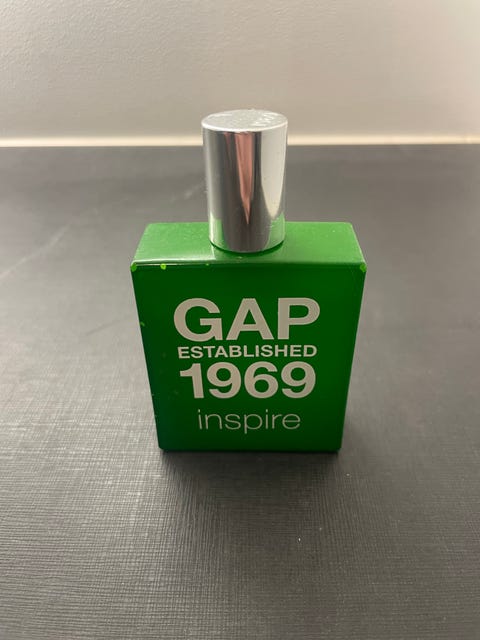 GAP
ESTABLISHED
1969
inspire